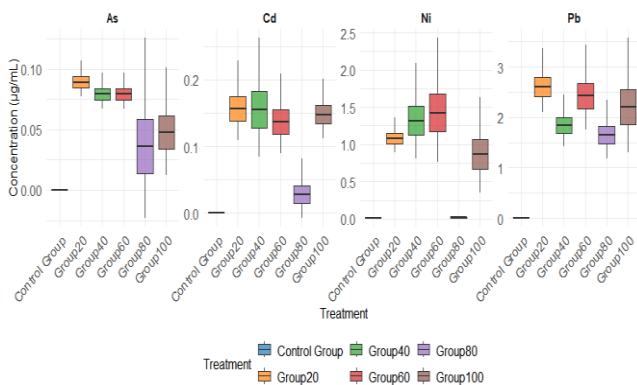 As Cd Ni Pb
Concentration (µg/mL)
0.10
0.05
0.00
0.2
0.1
0.0
2.5
2.0
1.5
1.0
0.5
0.0
3
2
1
0
Control Group Group20 Group40 Group60 Group80 Group100
Control Group Group20 Group40 Group60 Group80 Group100
Control Group Group20 Group40 Group60 Group80 Group100
Control Group Group20 Group40 Group60 Group80 Group100
Treatment
Treatment
Control Group Group40 Group80
Group20 Group60 Group100